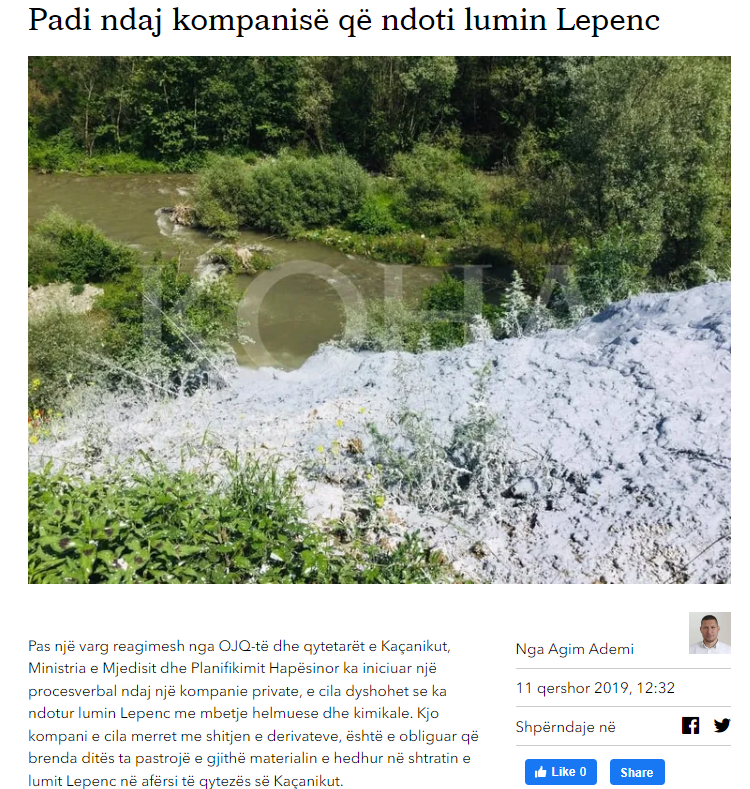 Padi ndaj kompanisë që ndoti lumin Lepenc
KOHA
Pas një varg reagimesh nga OJQ-të dhe qytetarët e Kaçanikut,
Ministria e Mjedisit dhe Planifikimit Hapësinor ka iniciuar një
procesverbal ndaj një kompanie private, e cila dyshohet se ka
ndotur lumin Lepenc me mbetje helmuese dhe kimikale. Kjo
kompani e cila merret me shitjen e derivateve, është e obliguar që
brenda ditës ta pastrojë e gjithë materialin e hedhur në shtratin e
lumit Lepenc në afërsi të qytezës së Kaçanikut.
Nga Agim Ademi
11 qershor 2019, 12:32
Shpërndaje në
Like 0 Share